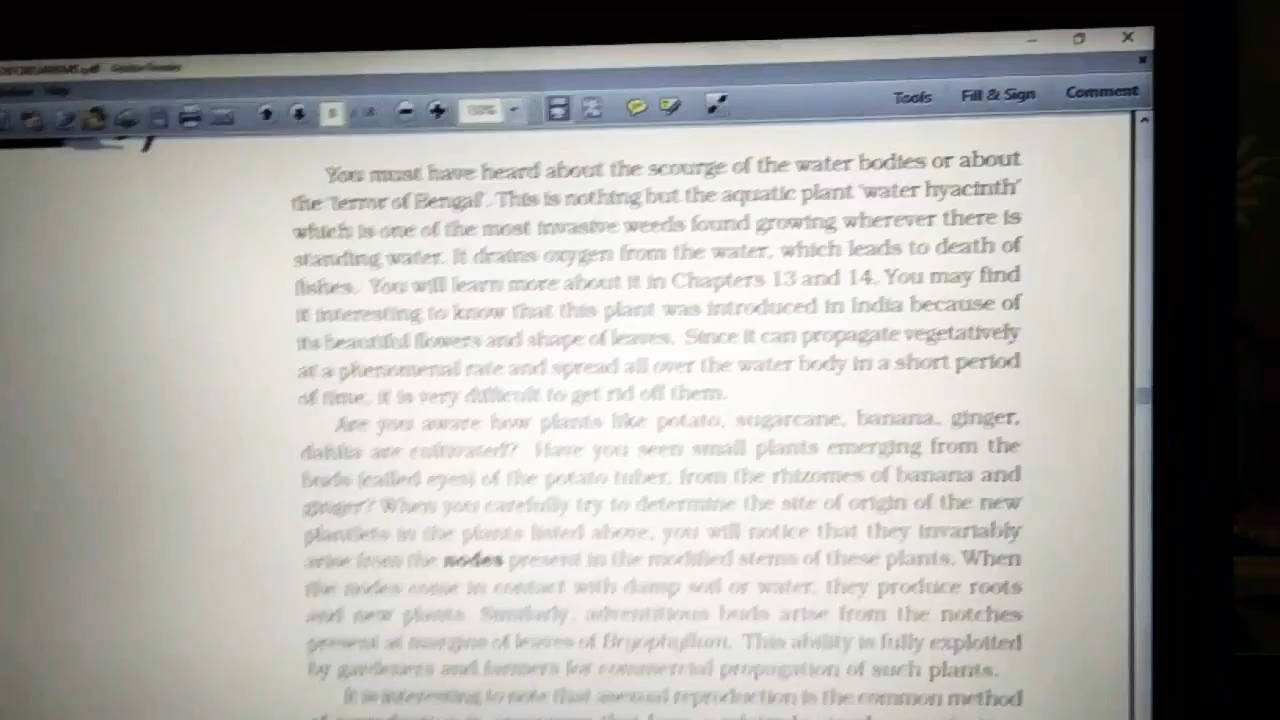 Tools Fill & Sign Comment
You must have heard about the scourge of the water bodies or about
the 'terror of Bengal'. This is nothing but the aquatic plant 'water hyacinth'
which is one of the most invasive weeds found growing wherever there is
standing water. It drains oxygen from the water, which leads to death of
fishes. You will learn more about it in Chapters 13 and 14. You may find
it interesting to know that this plant was introduced in India because of
its beautiful flowers and shape of leaves. Since it can propagate vegetatively
at a phenomenal rate and spread all over the water body in a short period
of time, it is very difficult to get rid off them.
Are you aware how plants like potato, sugarcane, banana, ginger,
dahlia are cultivated? Have you seen small plants emerging from the
buds (called eyes) of the potato tuber, from the rhizomes of banana and
ginger? When you carefully try to determine the site of origin of the new
plantlets in the plants listed above, you will notice that they invariably
arise from the nodes present in the modified stems of these plants. When
the nodes come in contact with damp soil or water, they produce roots
and new plants. Similarly, adventitious buds arise from the notches
present at margins of leaves of Bryophyllum. This ability is fully exploited
by gardeners and farmers for commercial propagation of such plants.
It is interesting to note that asexual reproduction is the common method